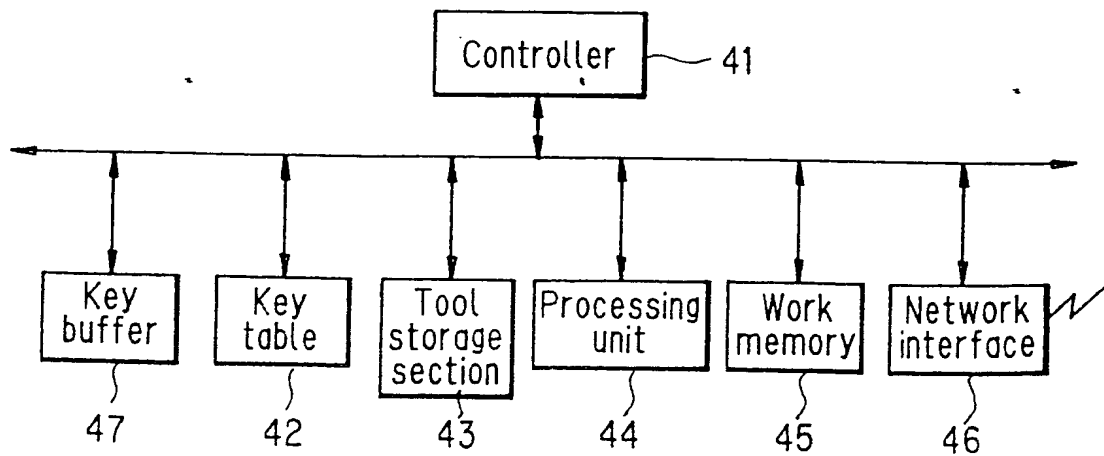 Controller
41
Key
buffer
Key
table
Tool
storage
section
Processing
unit
Work
memory
Network
interface
47
42
43
44
45
46